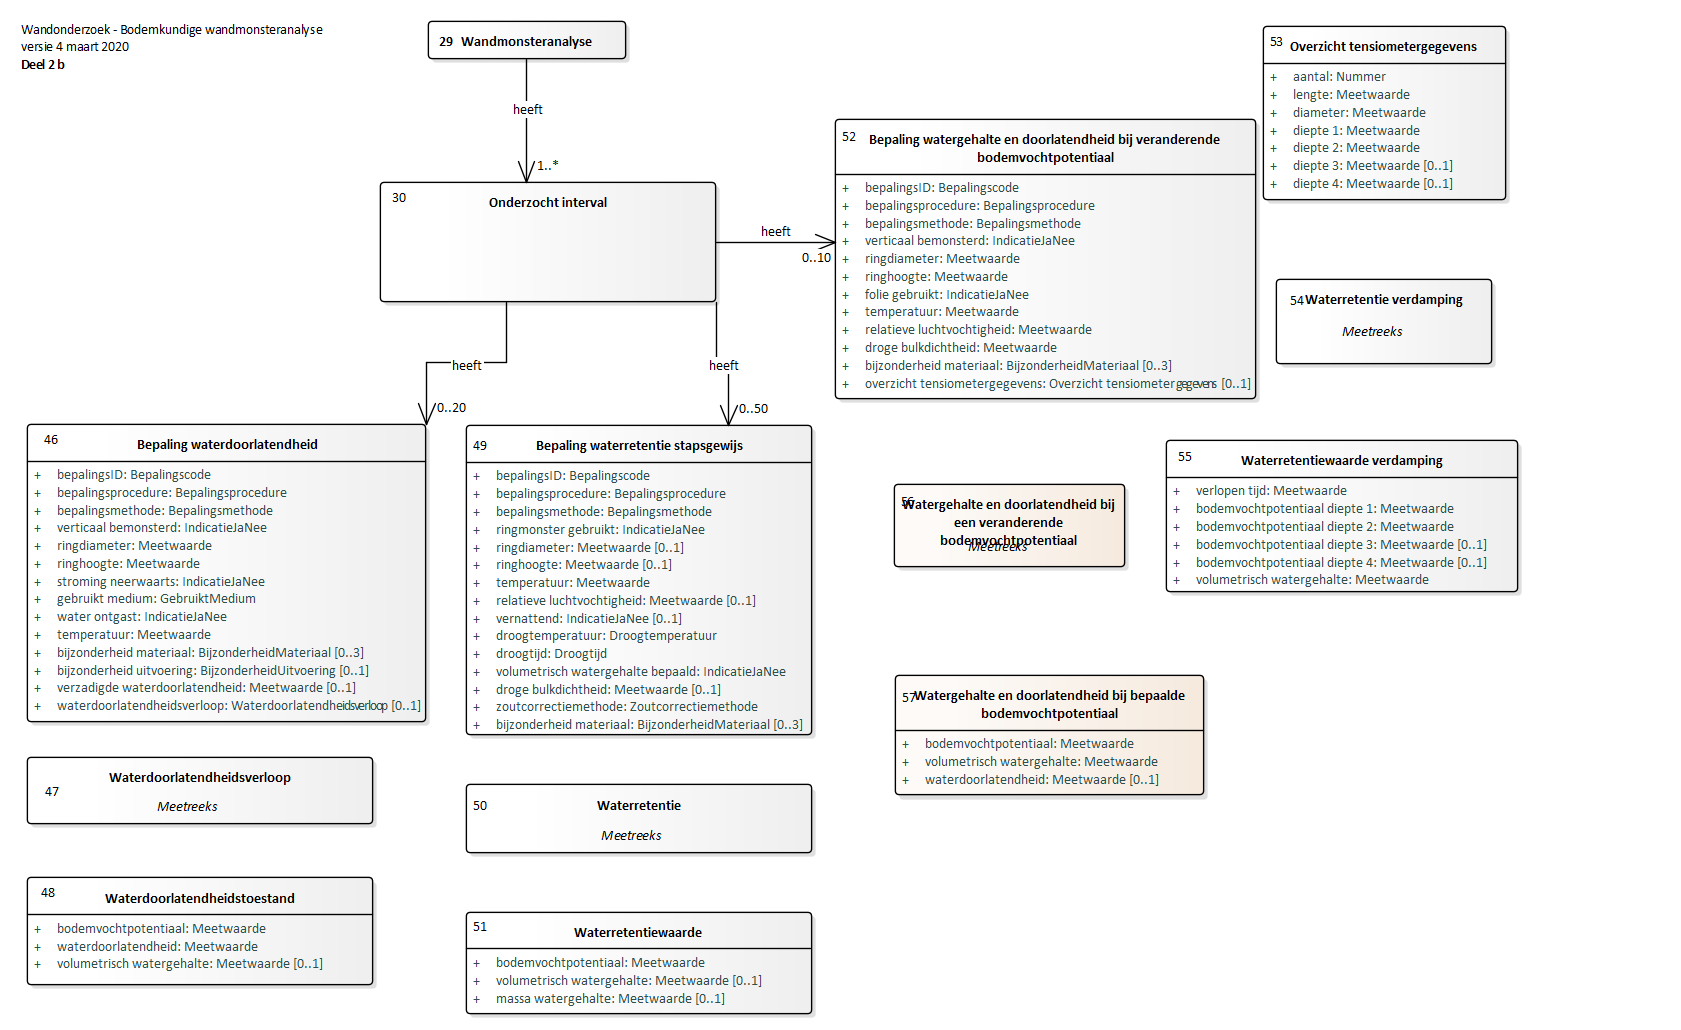 Wandonderzoek - Bodemkundige wandmonsteranalyse
versie 4 maart 2020
Deel 2 b
29 Wandmonsteranalyse
heeft
1..*
30
Onderzocht interval
heeft
0..10
heeft
0..20
heeft
0..50
46
Bepaling waterdoorlatendheid
+ bepalingsID: Bepalingscode
+ bepalingsprocedure: Bepalingsprocedure
+ bepalingsmethode: Bepalingsmethode
+ verticaal bemonsterd: IndicatieJaNee
+ ringdiameter: Meetwaarde
+ ringhoogte: Meetwaarde
+ stroming neerwaarts: IndicatieJaNee
+ gebruikt medium: GebruiktMedium
+ water ontgast: IndicatieJaNee
+ temperatuur: Meetwaarde
+ bijzonderheid materiaal: BijzonderheidMateriaal [0..3]
+ bijzonderheid uitvoering: BijzonderheidUitvoering [0..1]
+ verzadigde waterdoorlatendheid: Meetwaarde [0..1]
+ waterdoorlatendheidsverloop: Waterdoorlatendheidsverloop [0..1]
47
Waterdoorlatendheidsverloop
Meetreeks
48
Waterdoorlatendheidstoestand
+ bodemvochtpotentiaal: Meetwaarde
+ waterdoorlatendheid: Meetwaarde
+ volumetrisch watergehalte: Meetwaarde [0..1]
49
Bepaling waterretentie stapsgewijs
+ bepalingsID: Bepalingscode
+ bepalingsprocedure: Bepalingsprocedure
+ bepalingsmethode: Bepalingsmethode
+ ringmonster gebruikt: IndicatieJaNee
+ ringdiameter: Meetwaarde [0..1]
+ ringhoogte: Meetwaarde [0..1]
+ temperatuur: Meetwaarde
+ relatieve luchtvochtigheid: Meetwaarde [0..1]
+ vernattend: IndicatieJaNee [0..1]
+ droogtemperatuur: Droogtemperatuur
+ droogtijd: Droogtijd
+ volumetrisch watergehalte bepaald: IndicatieJaNee
+ droge bulkdichtheid: Meetwaarde [0..1]
+ zoutcorrectiemethode: Zoutcorrectiemethode
+ bijzonderheid materiaal: BijzonderheidMateriaal [0..3]
50
Waterretentie
Meetreeks
51
Waterretentiewaarde
+ bodemvochtpotentiaal: Meetwaarde
+ volumetrisch watergehalte: Meetwaarde [0..1]
+ massa watergehalte: Meetwaarde [0..1]
52
Bepaling watergehalte en doorlatendheid bij veranderende
bodemvochtpotentiaal
+ bepalingsID: Bepalingscode
+ bepalingsprocedure: Bepalingsprocedure
+ bepalingsmethode: Bepalingsmethode
+ verticaal bemonsterd: IndicatieJaNee
+ ringdiameter: Meetwaarde
+ ringhoogte: Meetwaarde
+ folie gebruikt: IndicatieJaNee
+ temperatuur: Meetwaarde
+ relatieve luchtvochtigheid: Meetwaarde
+ droge bulkdichtheid: Meetwaarde
+ bijzonderheid materiaal: BijzonderheidMateriaal [0..3]
+ overzicht tensiometergegevens: Overzicht tensiometergegevens [0..1]
53
Overzicht tensiometergegevens
+ aantal: Nummer
+ lengte: Meetwaarde
+ diameter: Meetwaarde
+ diepte 1: Meetwaarde
+ diepte 2: Meetwaarde
+ diepte 3: Meetwaarde [0..1]
+ diepte 4: Meetwaarde [0..1]
54 Waterretentie verdamping
Meetreeks
55
Waterretentiewaarde verdamping
+ verlopen tijd: Meetwaarde
+ bodemvochtpotentiaal diepte 1: Meetwaarde
+ bodemvochtpotentiaal diepte 2: Meetwaarde
+ bodemvochtpotentiaal diepte 3: Meetwaarde [0..1]
+ bodemvochtpotentiaal diepte 4: Meetwaarde [0..1]
+ volumetrisch watergehalte: Meetwaarde
56
Watergehalte en doorlatendheid bij
een veranderende
bodemvochtpotentiaal
Meetreeks
57 Watergehalte en doorlatendheid bij bepaalde
bodemvochtpotentiaal
+ bodemvochtpotentiaal: Meetwaarde
+ volumetrisch watergehalte: Meetwaarde
+ waterdoorlatendheid: Meetwaarde [0..1]